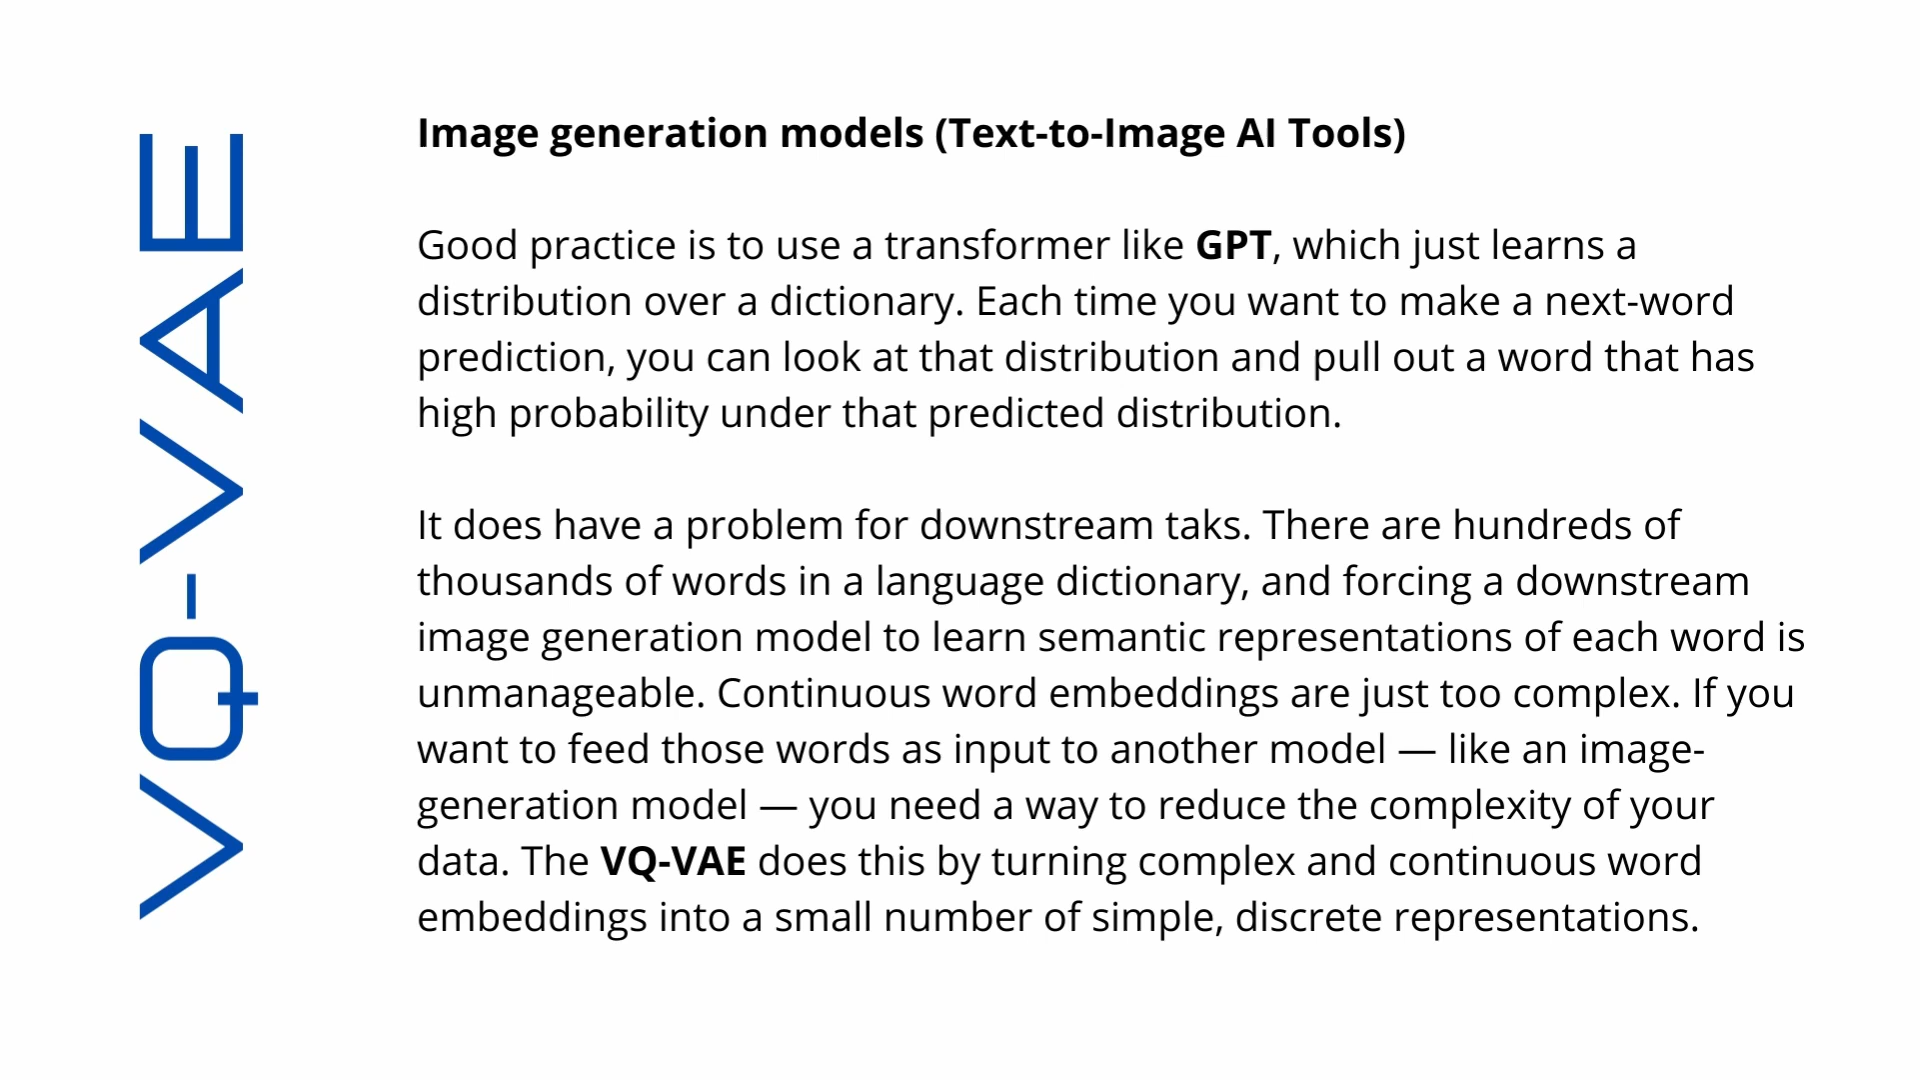 VQ-VAE
Image generation models (Text-to-Image AI Tools)
Good practice is to use a transformer like GPT, which just learns a
distribution over a dictionary. Each time you want to make a next-word
prediction, you can look at that distribution and pull out a word that has
high probability under that predicted distribution.
It does have a problem for downstream taks. There are hundreds of
thousands of words in a language dictionary, and forcing a downstream
image generation model to learn semantic representations of each word is
unmanageable. Continuous word embeddings are just too complex. If you
want to feed those words as input to another model — like an image-
generation model — you need a way to reduce the complexity of your
data. The VQ-VAE does this by turning complex and continuous word
embeddings into a small number of simple, discrete representations.